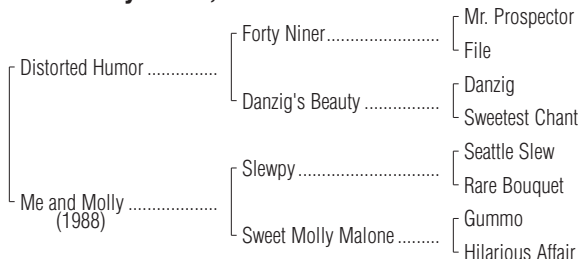 Mr. Prospector
Forty Niner........................
File
Distorted Humor ...............
Danzig
Danzig's Beauty ................
Sweetest Chant
Seattle Slew
Slewpy..............................
Rare Bouquet
Me and Molly ...................
(1988)
Gummo
Sweet Molly Malone .........
Hilarious Affair